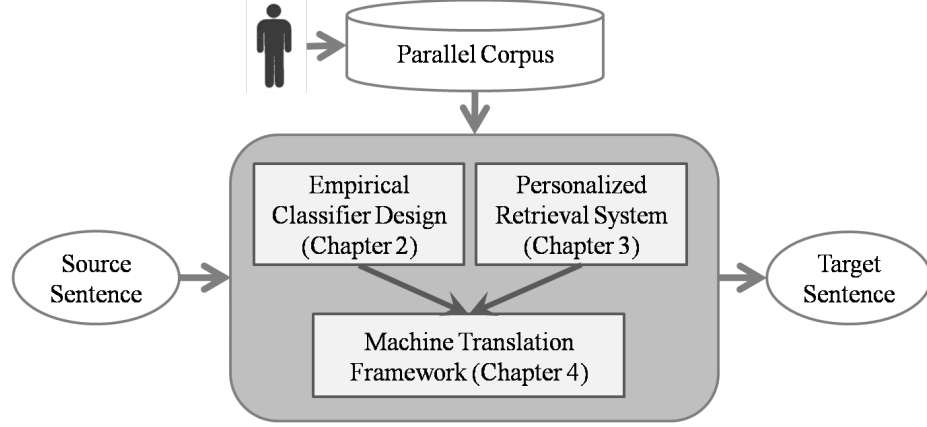 Parallel Corpus
Empirical
Classifier Design
(Chapter 2)
Personalized
Retrieval System
(Chapter 3)
Source
Sentence
Target
Sentence
Machine Translation
Framework (Chapter 4)